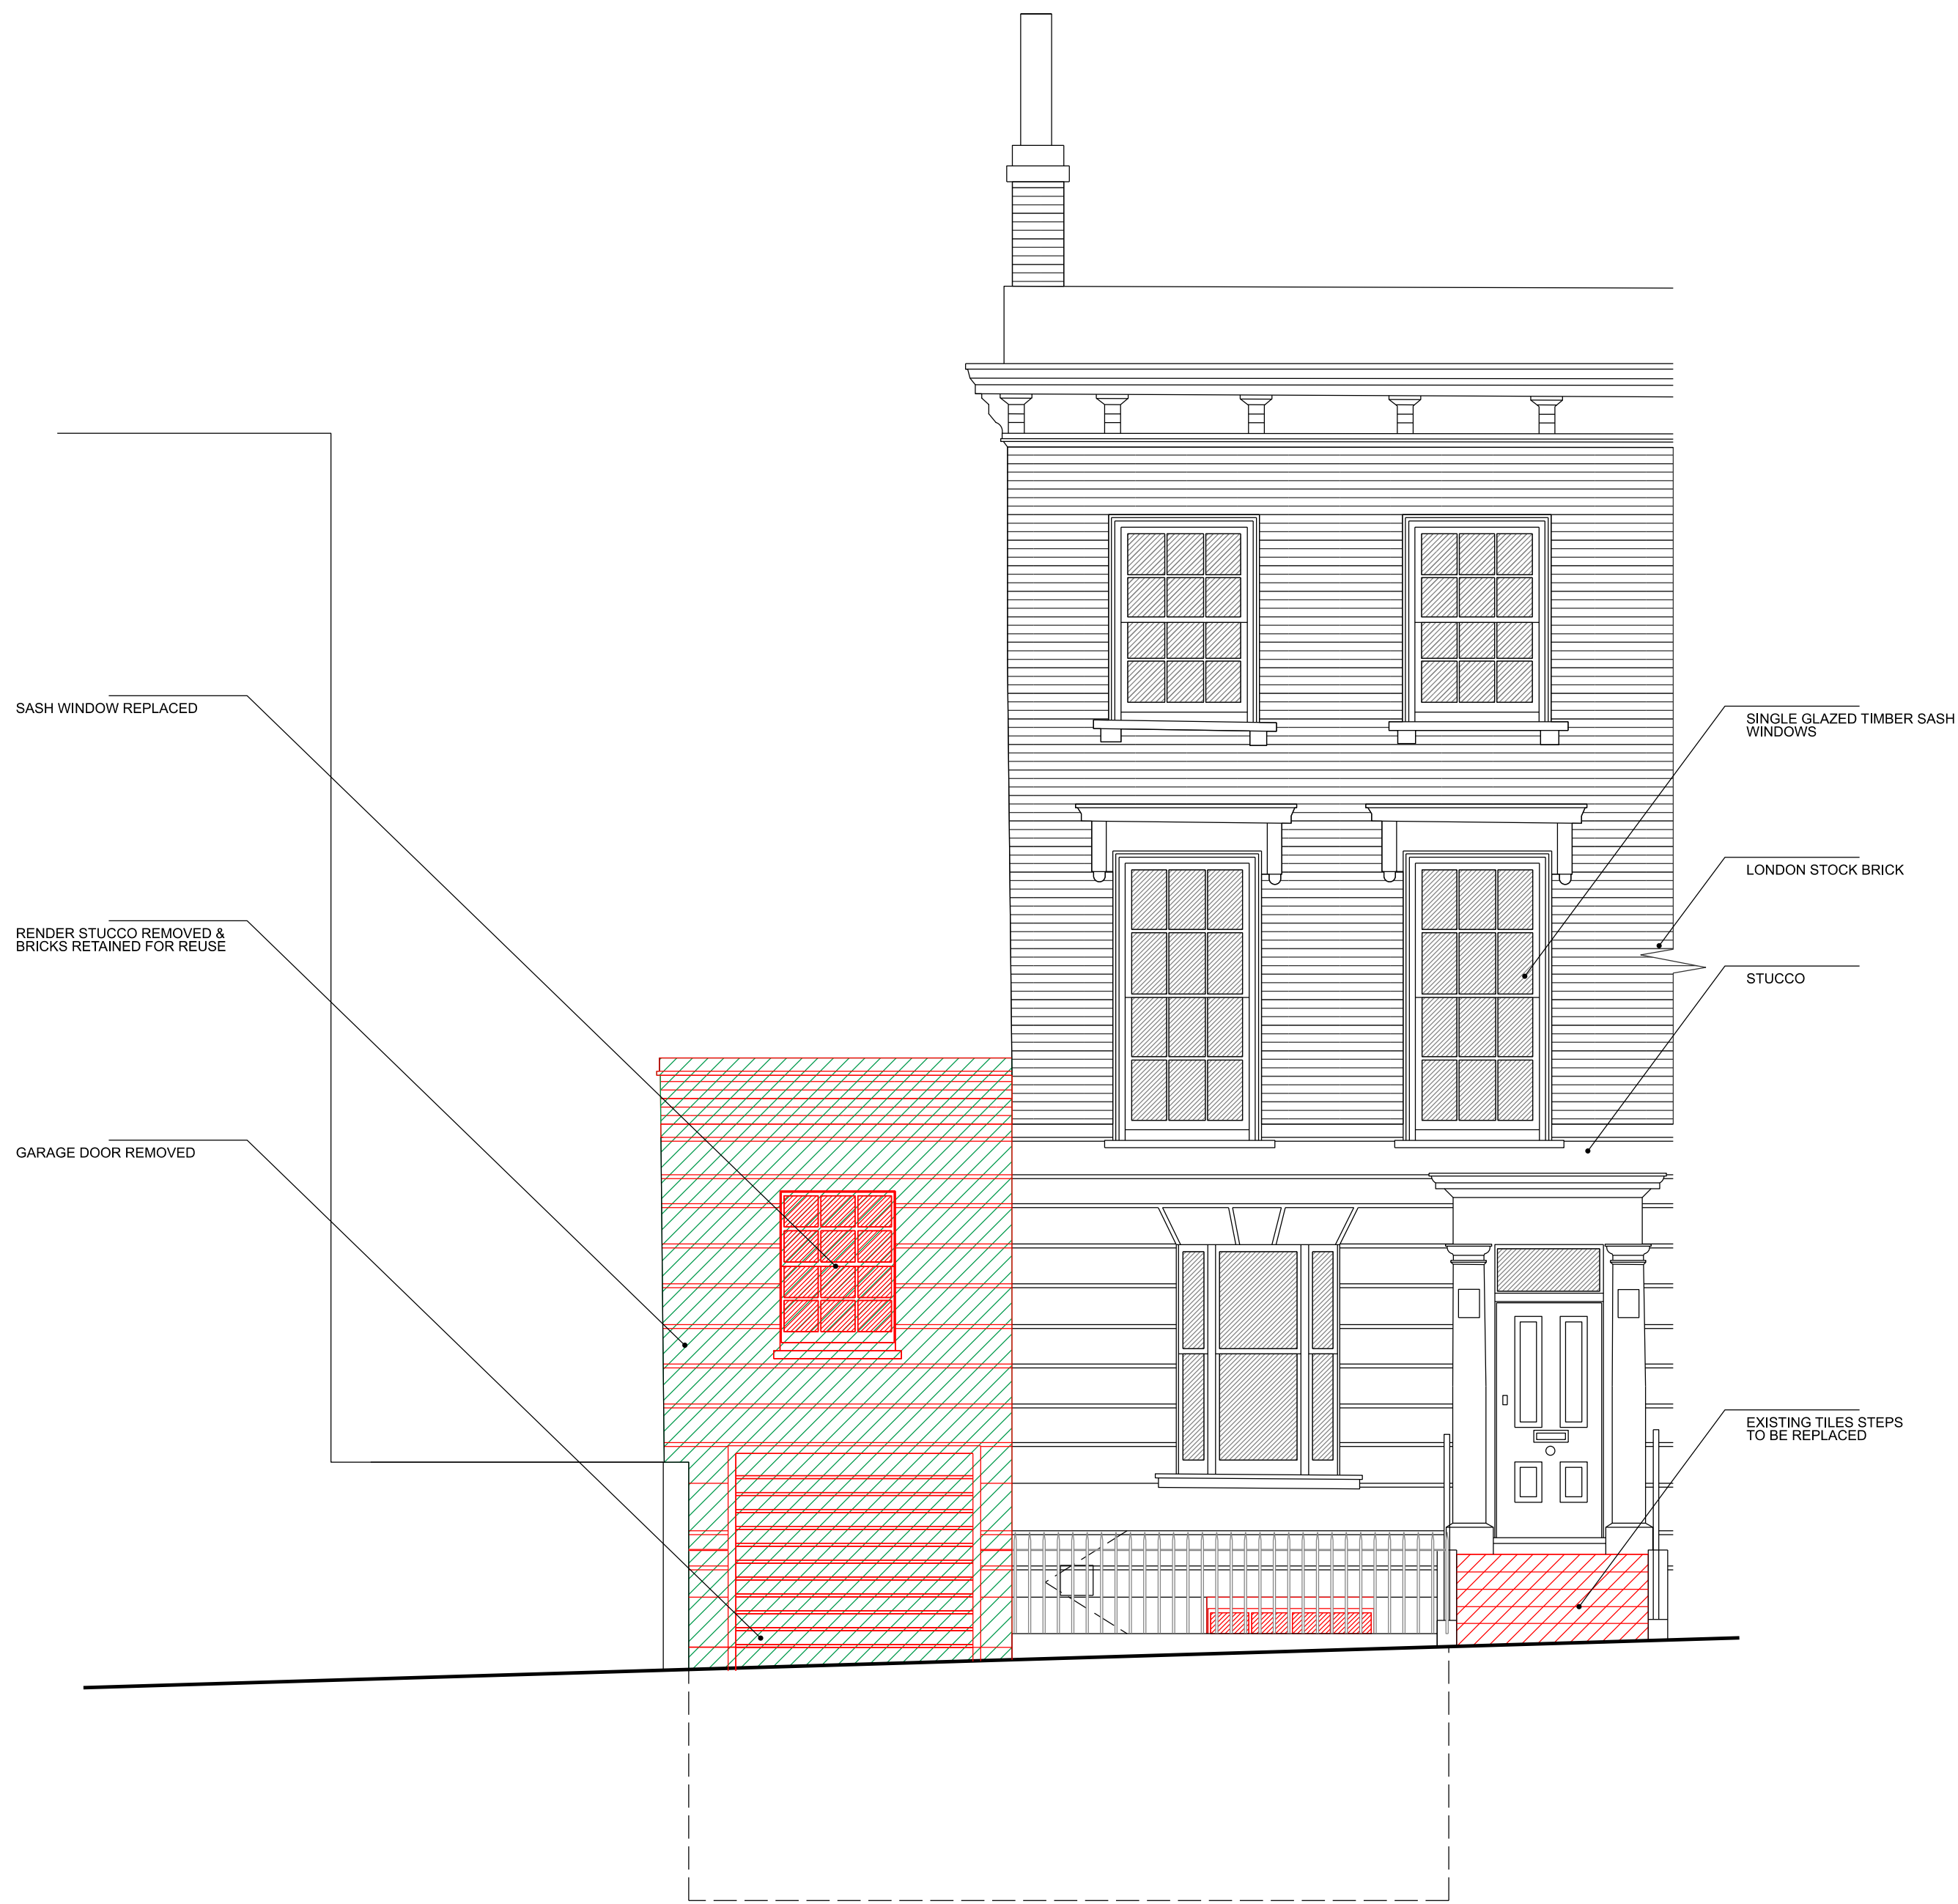 SASH WINDOW REPLACED
RENDER STUCCO REMOVED &
BRICKS RETAINED FOR REUSE
GARAGE DOOR REMOVED
SINGLE GLAZED TIMBER SASH
WINDOWS
LONDON STOCK BRICK
STUCCO
EXISTING TILES STEPS
TO BE REPLACED